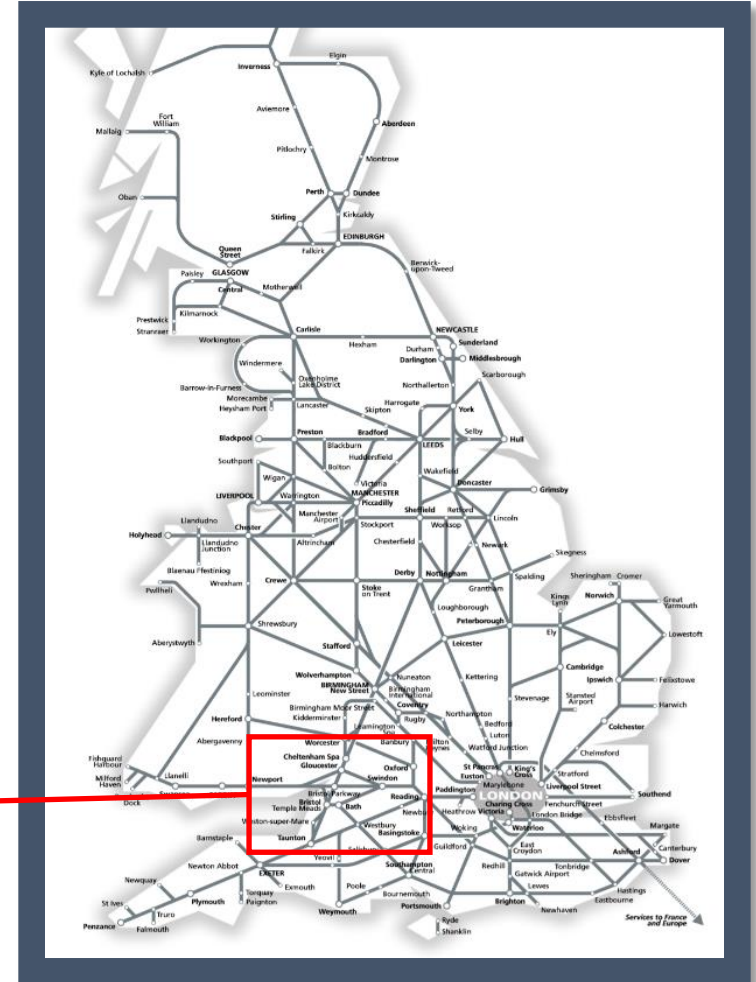 Elgin
Inverness
Kyle of Lochalsh
Aviemore
Fort
William
Mallaig
Aberdeen
Pitlochry
Montrose
Perth
Dundee
Oban
Stirling
Kirkcaldy
EDINBURGH
Queen
Street
Falkirk
Berwick-
upon-Tweed
Paisley
GLASGOW
Central
Motherwell
Prestwick
Kilmarnock
Stranraer
Carlisle
NEWCASTLE
Workington
Hexham
Sunderland
Durham
Darlington
Middlesbrough
Windermere
Scarborough
Oxenholme
Lake District
Northallerton
Barrow-in-Furness
Morecambe
Lancaster
Harrogate
Heysham Port
Skipton
York
Blackpool
Preston
Bradford
Selby
Hull
Blackburn
LEEDS
Huddersfield
Southport
Bolton
Wakefield
Wigan
Victoria
Doncaster
LIVERPOOL
Warrington
MANCHESTER
Piccadilly
Grimsby
Manchester
Airport
Sheffield
Retford
Llandudno
Stockport
Worksop
Lincoln
Holyhead
Chester
Llandudno
Junction
Altrincham
Chesterfield
Newark
Skegness
Blaenau Ffestiniog
Derby
Nottingham
Pwllheli
Wrexham
Crewe
Stoke
on Trent
Spalding
Sheringham
Cromer
Grantham
Kings
Lynn
Norwich
Great
Yarmouth
Loughborough
Peterborough
Shrewsbury
Ely
Lowestoft
Aberystwyth
Stafford
Leicester
Wolverhampton
Cambridge
BIRMINGHAM
New Street
Nuneaton
Kettering
Ipswich
Felixstowe
Leominster
Birmingham
International
Stansted
Airport
Birmingham Moor Street
Coventry
Stevenage
Harwich
Hereford
Kidderminster
Rugby
Northampton
Colchester
Leamington
Spa
Bedford
Abergavenny
Worcester
Banbury
Milton
Keynes
Luton
Watford Junction
Chelmsford
Fishguard
Harbour
Cheltenham Spa
Gloucester
Oxford
St Pancras
King's
Cross
Stratford
Milford
Haven
Llanelli
Newport
Swindon
Euston
Marylebone
Liverpool Street
Dock
Swansea
Bristol Parkway
Reading
Paddington
LONDON
Southend
Bristol
Temple Meads
Bath
Newbury
Heathrow
Charing Cross
Victoria
Fenchurch Street
London Bridge
Ebbsfleet
Weston-super-Mare
Westbury
Waterloo
Margate
Barnstaple
Taunton
Basingstoke
Woking
East
Croydon
Canterbury
Salisbury
Guildford
Ashford
Dover
Newton Abbot
Yeovil
Southampton
Central
Redhill
Tonbridge
EXETER
Gatwick Airport
Newquay
Exmouth
Poole
Lewes
Hastings
Torquay
Paignton
Bournemouth
Eastbourne
St Ives
Plymouth
Weymouth
Portsmouth
Brighton
Newhaven
Truro
Ryde
Penzance
Falmouth
Shanklin
Services to France
and Europe